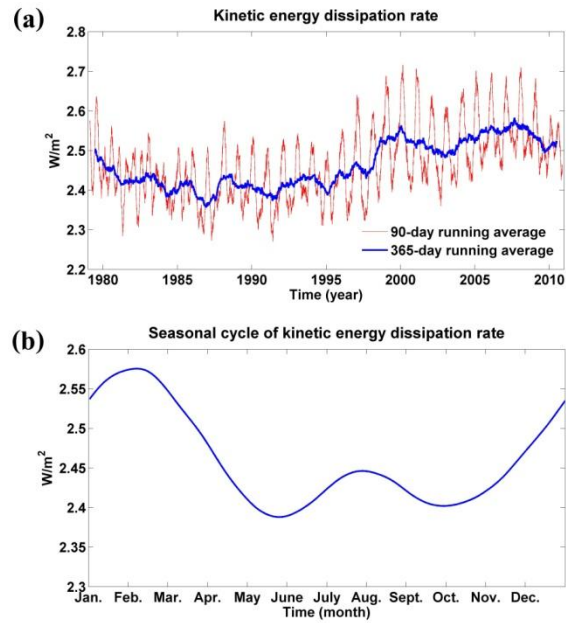 (a)
Kinetic energy dissipation rate
2.8
2.7
2.6
2.5
2.4
2.3
2.2
W/m²
90-day running average
365-day running average
1980 1985 1990 1995 2000 2005 2010
Time (year)
(b)
Seasonal cycle of kinetic energy dissipation rate
2.6
2.55
2.5
2.45
2.4
2.35
2.3
W/m²
Jan. Feb. Mar. Apr. May June July Aug. Sept. Oct. Nov. Dec.
Time (month)